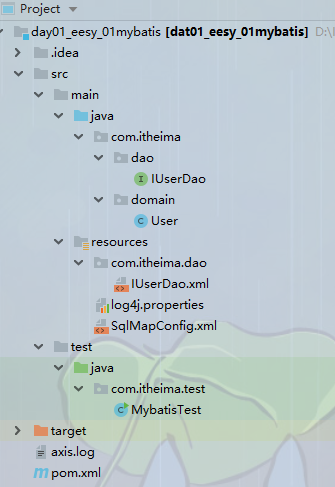 Project
day01_eesy_01mybatis [dat01_eesy_01mybatis] D:\
.idea
src
main
java
com.itheima
dao
IUserDao
domain
User
resources
com.itheima.dao
IUserDao.xml
log4j.properties
SqlMapConfig.xml
test
java
com.itheima.test
MybatisTest
target
axis.log
pom.xml